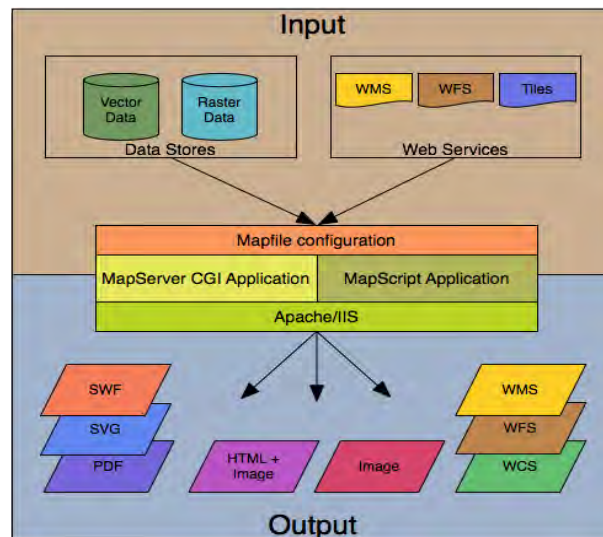 Input
Vector
Data
Raster
Data
Data Stores
WMS
WFS
Tiles
Web Services
Mapfile configuration
MapServer CGI Application
MapScript Application
Apache/IIS
SWF
SVG
PDF
HTML +
Image
Image
WMS
WFS
WCS
Output